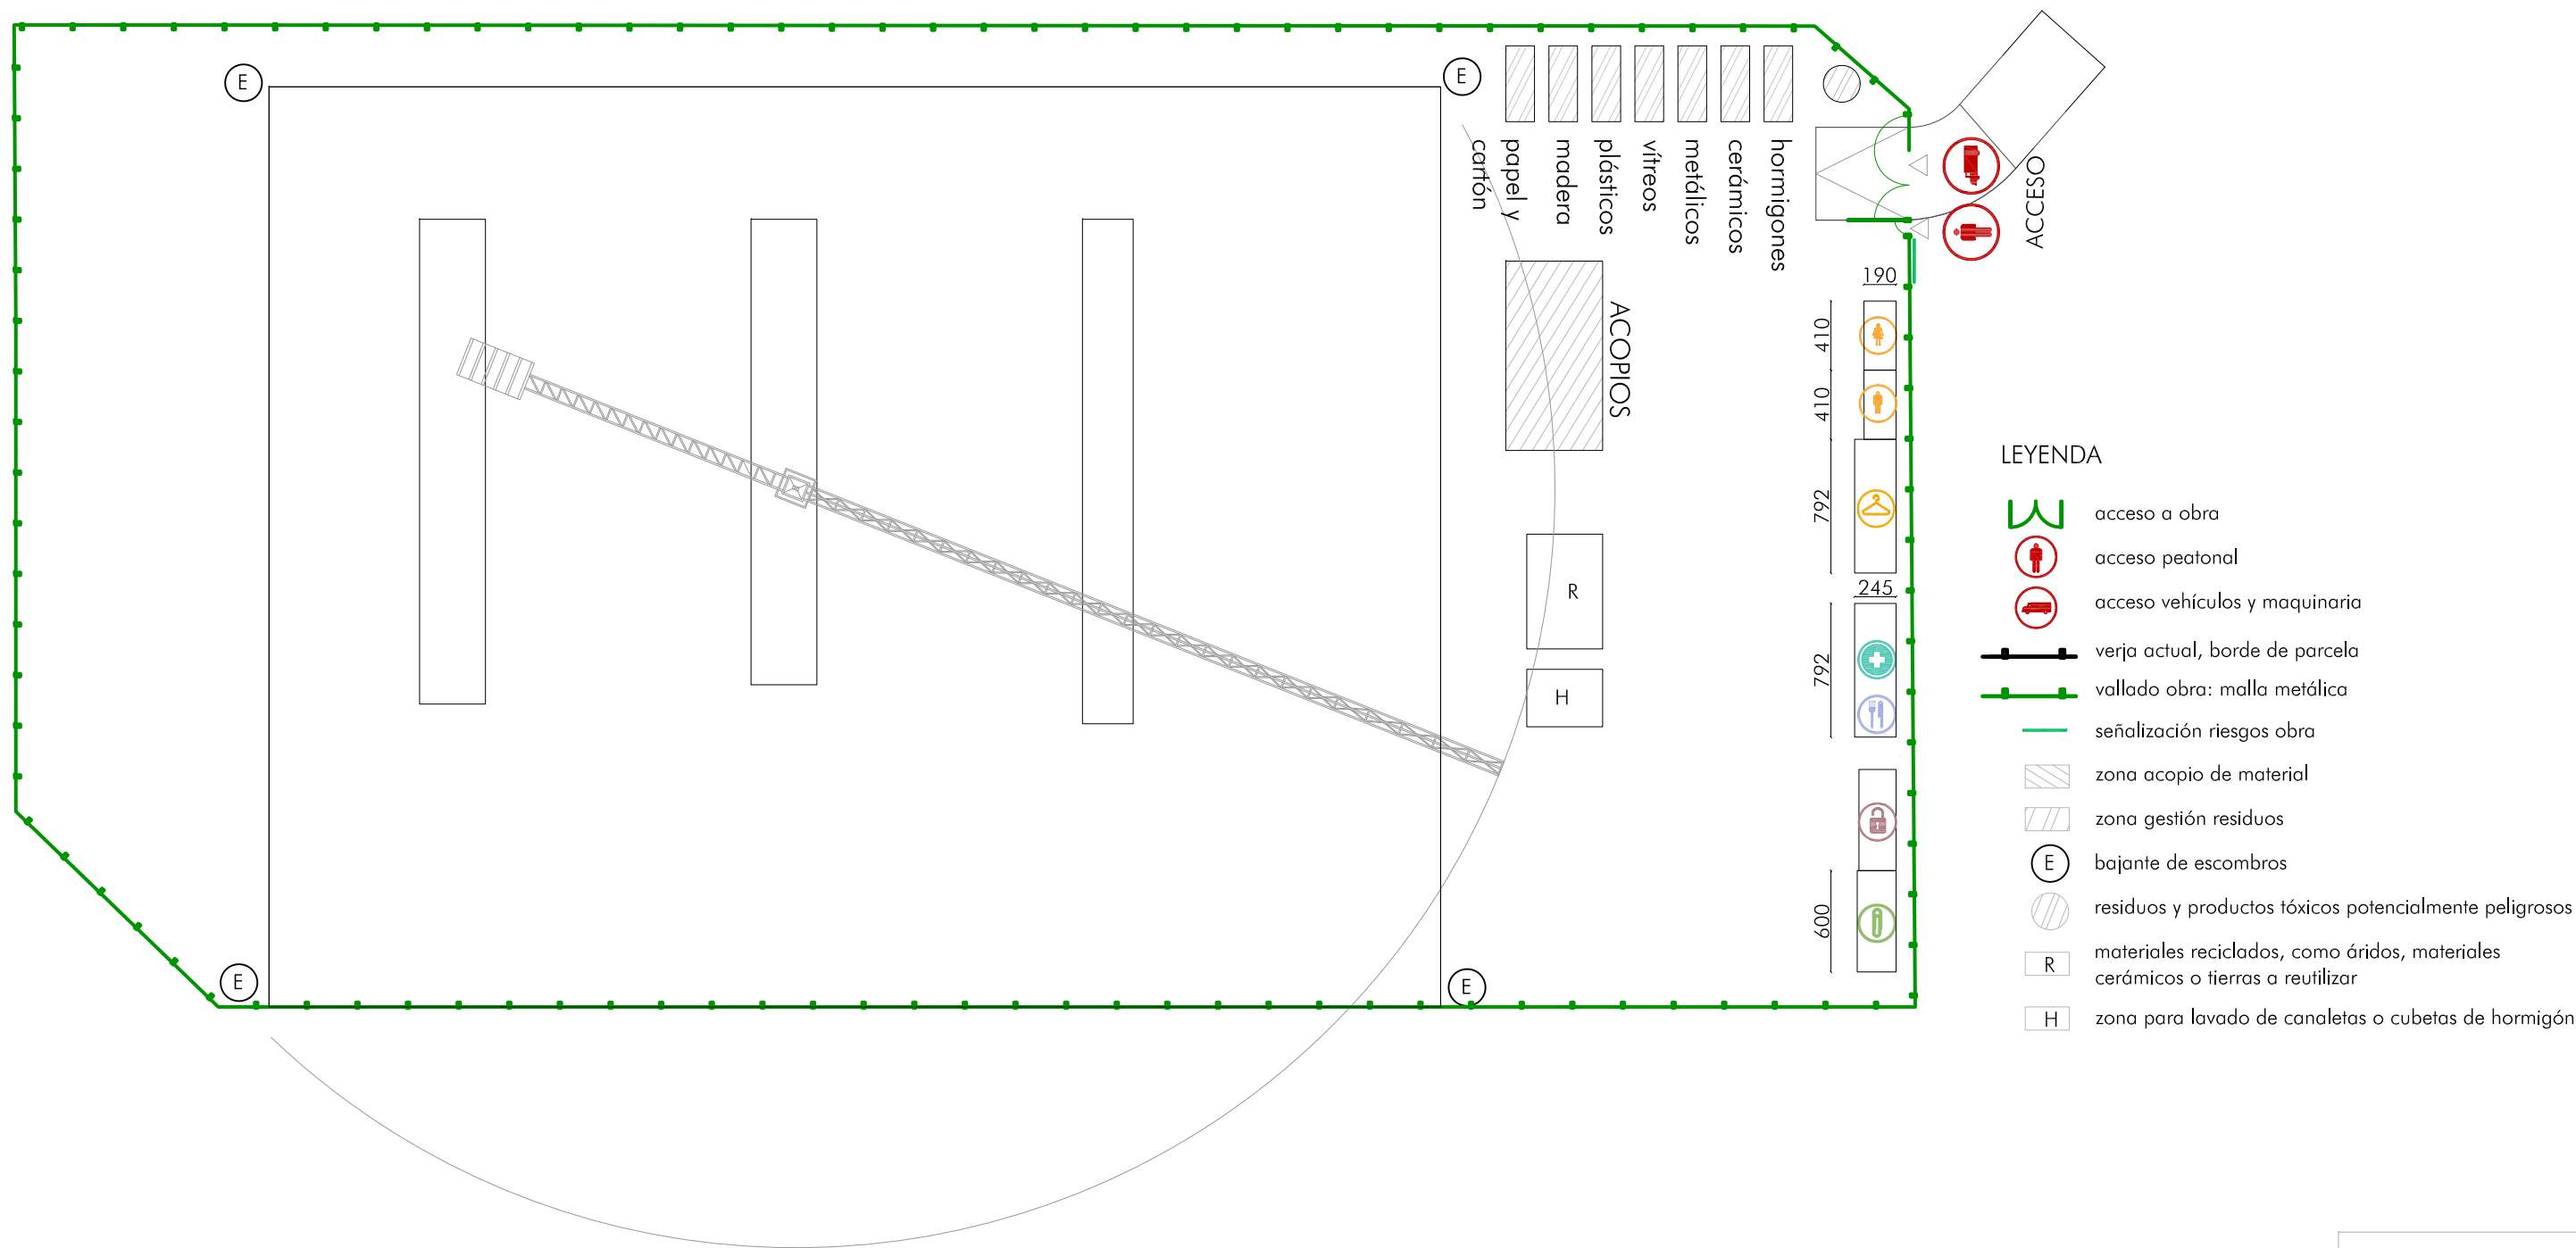 E
E
papel y
cartón
madera
plásticos
vítreos
metálicos
cerámicos
hormigones
ACCESO
190
410
ACOPIOS
410
792
R
245
H
792
600
E
E
LEYENDA
acceso a obra
acceso peatonal
acceso vehículos y maquinaria
verja actual, borde de parcela
vallado obra: malla metálica
señalización riesgos obra
zona acopio de material
zona gestión residuos
E bajante de escombros
residuos y productos tóxicos potencialmente peligrosos
R materiales reciclados, como áridos, materiales
cerámicos o tierras a reutilizar
H zona para lavado de canaletas o cubetas de hormigón